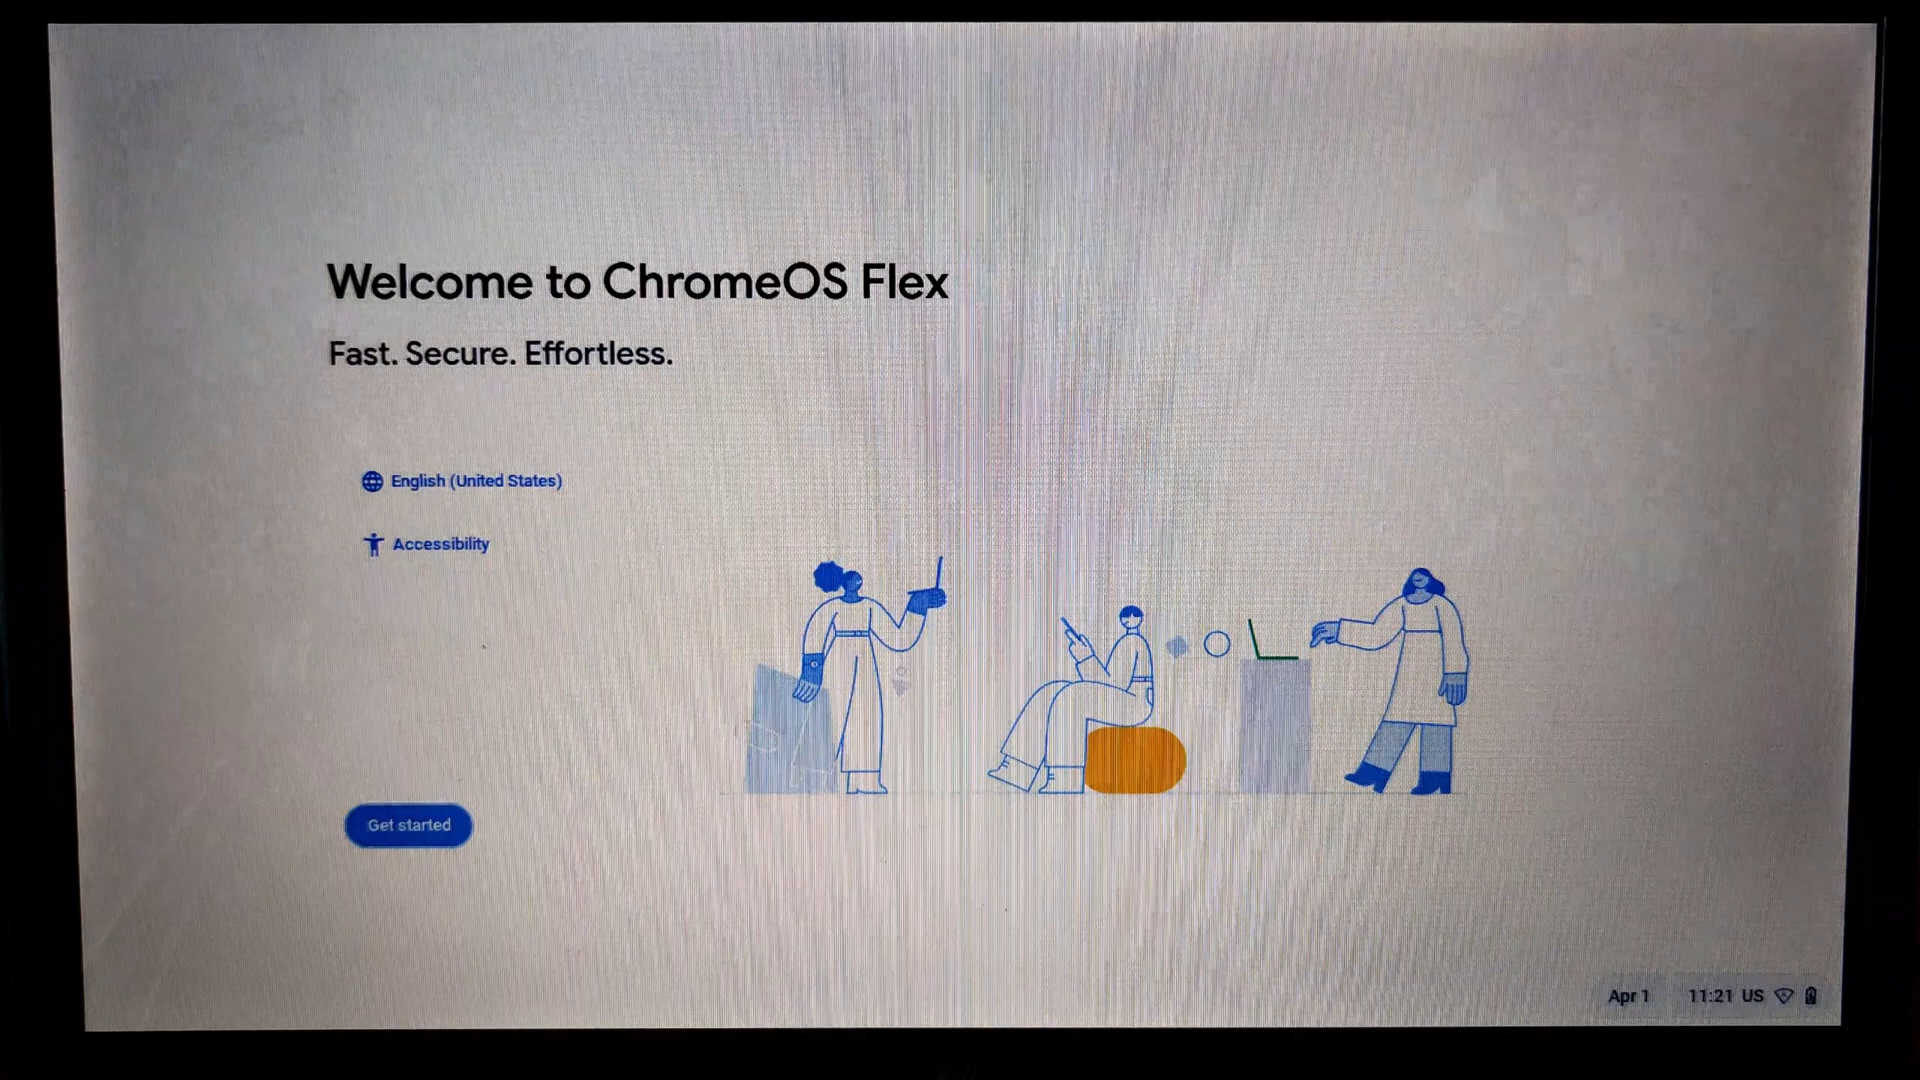 Welcome to ChromeOS Flex
Fast. Secure. Effortless.
English (United States)
Accessibility
Get started
Apr 1 11:21 US